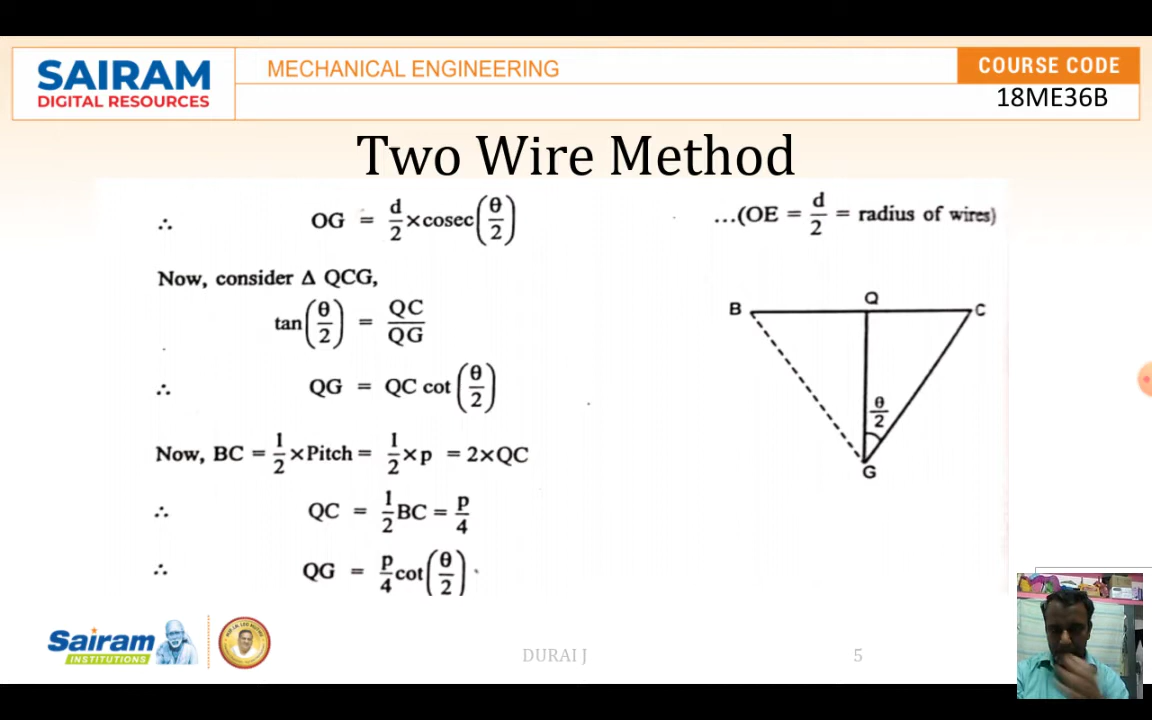 SAIRAM
DIGITAL RESOURCES
MECHANICAL ENGINEERING
COURSE CODE
18ME36B
Two Wire Method
∴ OG = d/2 × cosec(θ/2) ...(OE = d/2 = radius of wires)
Now, consider Δ QCG,
tan(θ/2) = QC/QG
∴ QG = QC cot(θ/2)
Now, BC = 1/2 × Pitch = 1/2 × p = 2×QC
∴ QC = 1/2 BC = p/4
∴ QG = p/4 cot(θ/2)
B
Q
C
θ/2
G
Sairam
INSTITUTIONS
DURAI J
5